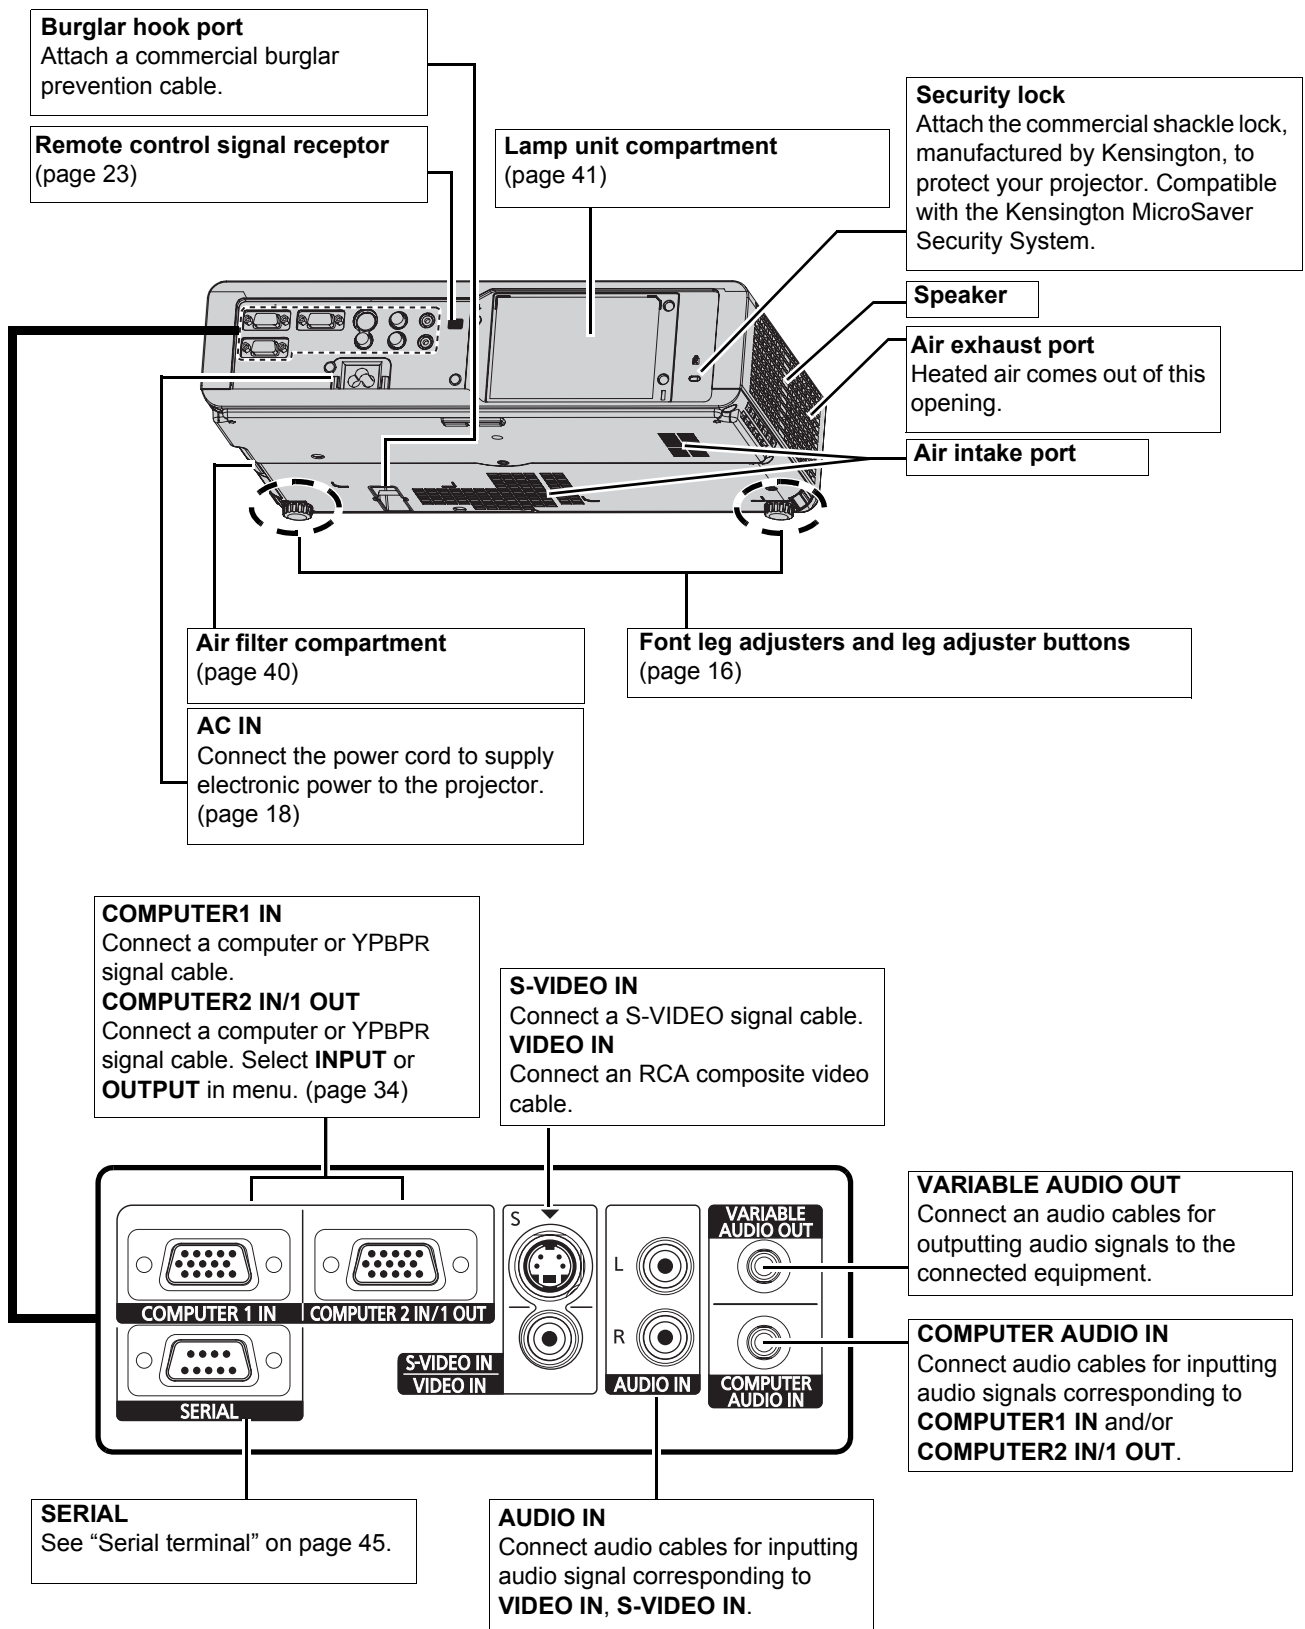 Burglar hook port
Attach a commercial burglar
prevention cable.
Remote control signal receptor
(page 23)
Lamp unit compartment
(page 41)
Security lock
Attach the commercial shackle lock,
manufactured by Kensington, to
protect your projector. Compatible
with the Kensington MicroSaver
Security System.
Speaker
Air exhaust port
Heated air comes out of this
opening.
Air intake port
Air filter compartment
(page 40)
Font leg adjusters and leg adjuster buttons
(page 16)
AC IN
Connect the power cord to supply
electronic power to the projector.
(page 18)
COMPUTER1 IN
Connect a computer or YPBPR
signal cable.
COMPUTER2 IN/1 OUT
Connect a computer or YPBPR
signal cable. Select INPUT or
OUTPUT in menu. (page 34)
S-VIDEO IN
Connect a S-VIDEO signal cable.
VIDEO IN
Connect an RCA composite video
cable.
VARIABLE AUDIO OUT
Connect an audio cables for
outputting audio signals to the
connected equipment.
COMPUTER AUDIO IN
Connect audio cables for inputting
audio signals corresponding to
COMPUTER1 IN and/or
COMPUTER2 IN/1 OUT.
COMPUTER 1 IN
COMPUTER 2 IN/1 OUT
SERIAL
S
S-VIDEO IN
VIDEO IN
L
R
AUDIO IN
VARIABLE
AUDIO OUT
COMPUTER
AUDIO IN
SERIAL
See “Serial terminal” on page 45.
AUDIO IN
Connect audio cables for inputting
audio signal corresponding to
VIDEO IN, S-VIDEO IN.